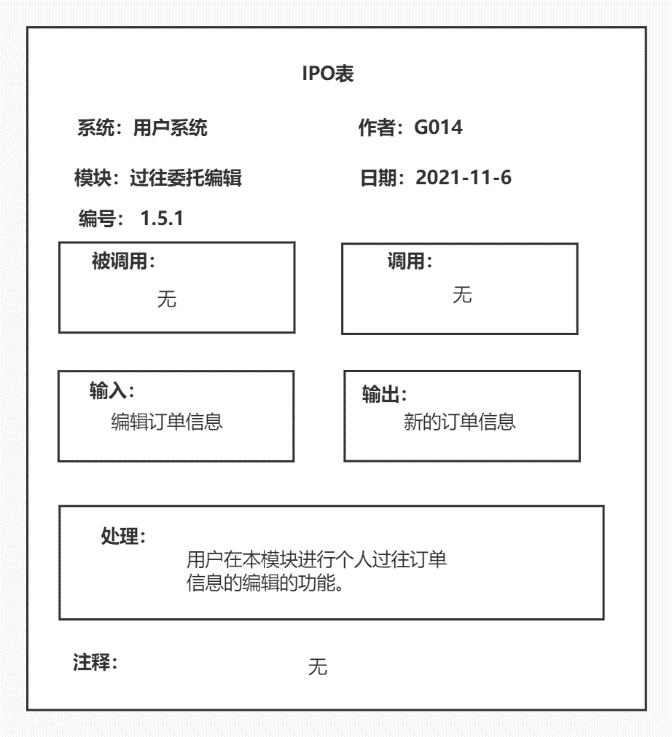 IPO表
系统：用户系统
作者：G014
模块：过往委托编辑
日期：2021-11-6
编号： 1.5.1
被调用：
无
调用：
无
输入：
编辑订单信息
输出：
新的订单信息
处理：
用户在本模块进行个人过往订单
信息的编辑的功能。
注释：
无